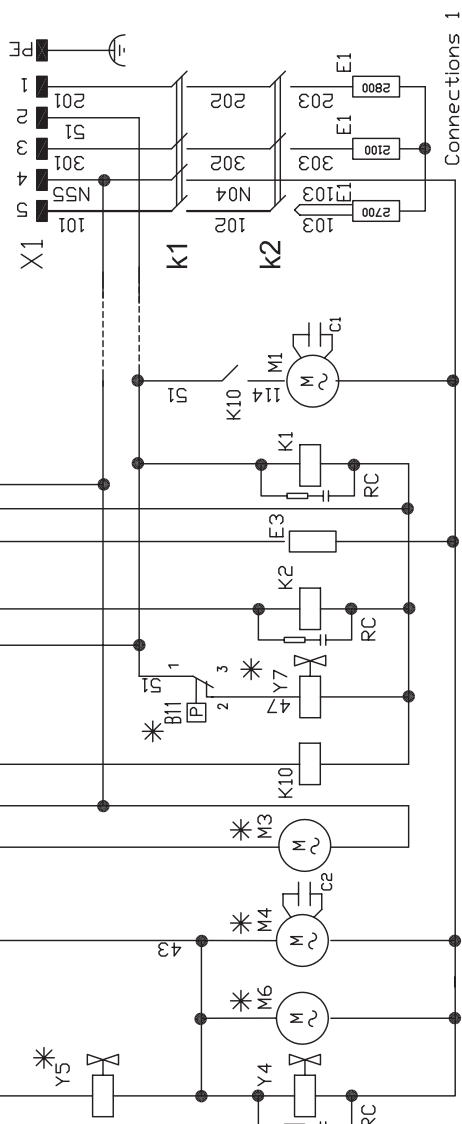 PE
1
2
3
4
5
X1
201
51
301
N55
101
k1
202
302
N04
102
k2
203
303
103
103
E1
2800
E1
2100
E1
2700
Connections 1
51
K10
114
M1
M
C1
K1
RC
E3
K2
RC
51
1
3
2
B11
P
47
Y7
K10
M3
M
43
M4
M
C2
M6
M
Y5
Y4
RC